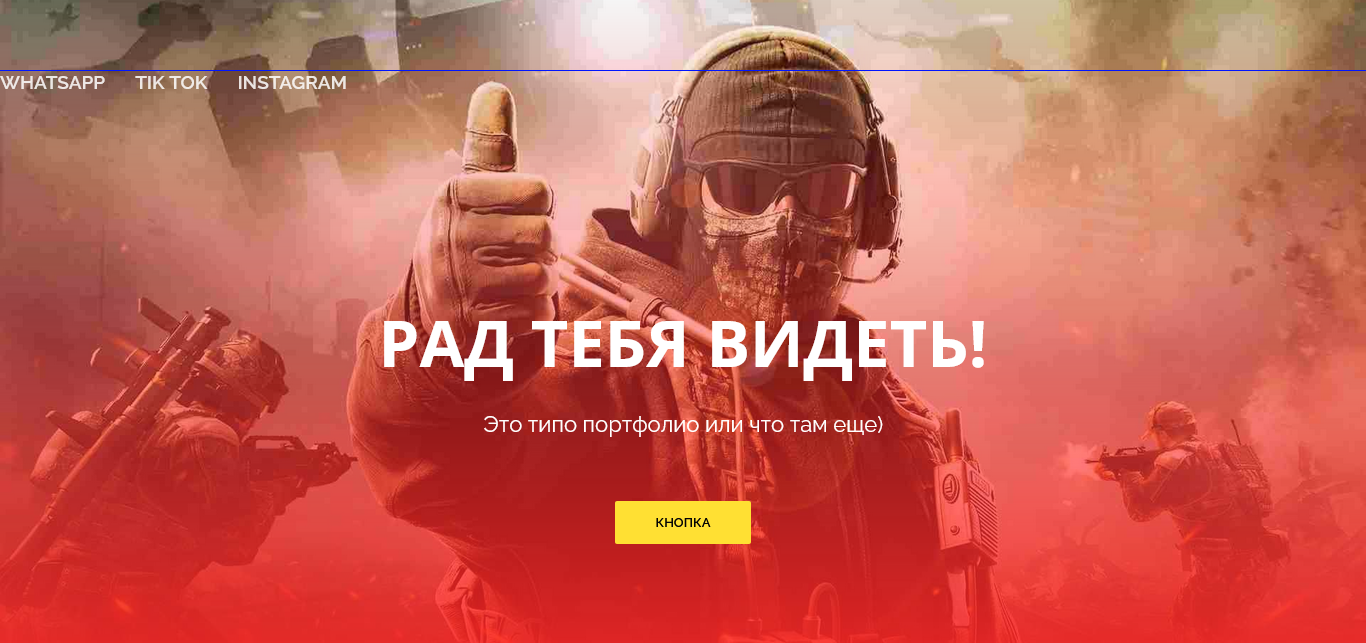 WHATSAPP TIK TOK INSTAGRAM
РАД ТЕБЯ ВИДЕТЬ!
Это типо портфолио или что там еще)
КНОПКА